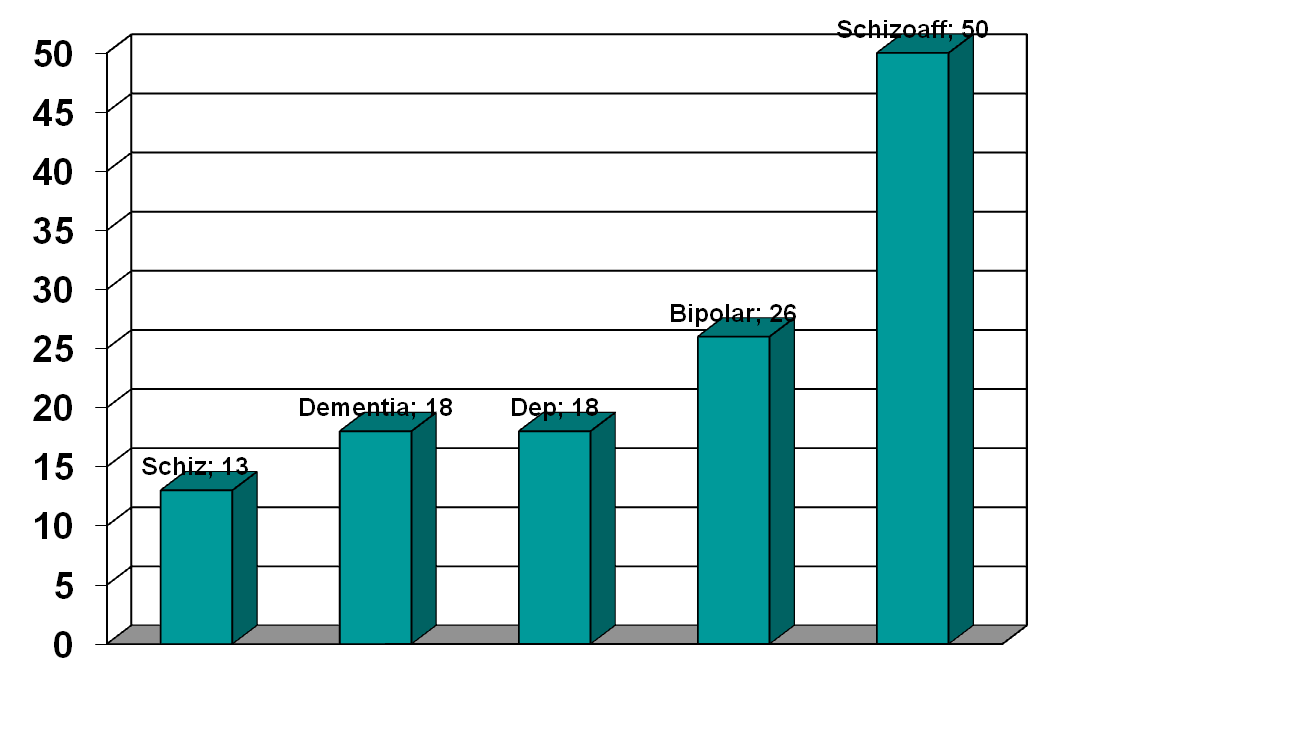 Schizoaff; 50
50
45
40
35
30
Bipolar; 26
25
20
Dementia; 18
Dep; 18
15
Schiz; 13
10
5
0